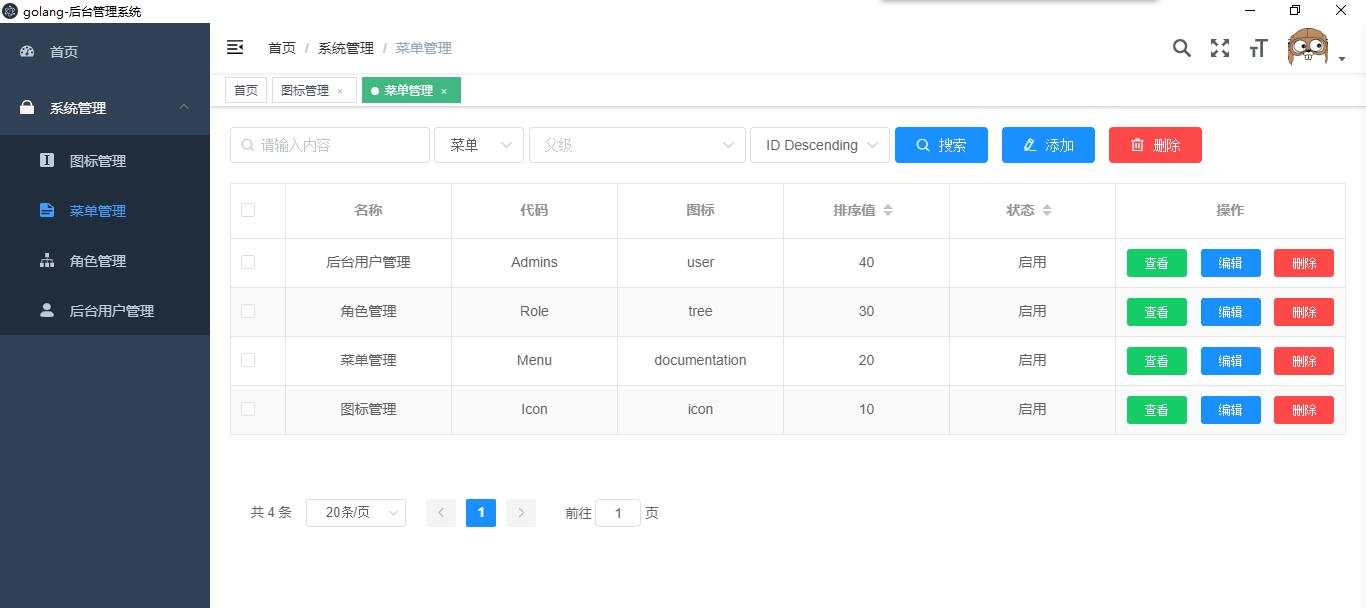 golang-后台管理系统
首页
系统管理
图标管理
菜单管理
角色管理
后台用户管理
首页 / 系统管理 / 菜单管理
首页 图标管理 × 菜单管理 ×
请输入内容 菜单 父级 ID Descending 搜索 添加 删除
名称 代码 图标 排序值 状态 操作
后台用户管理 Admins user 40 启用 查看 编辑 删除
角色管理 Role tree 30 启用 查看 编辑 删除
菜单管理 Menu documentation 20 启用 查看 编辑 删除
图标管理 Icon icon 10 启用 查看 编辑 删除
共 4 条 20条/页 1 前往 1 页